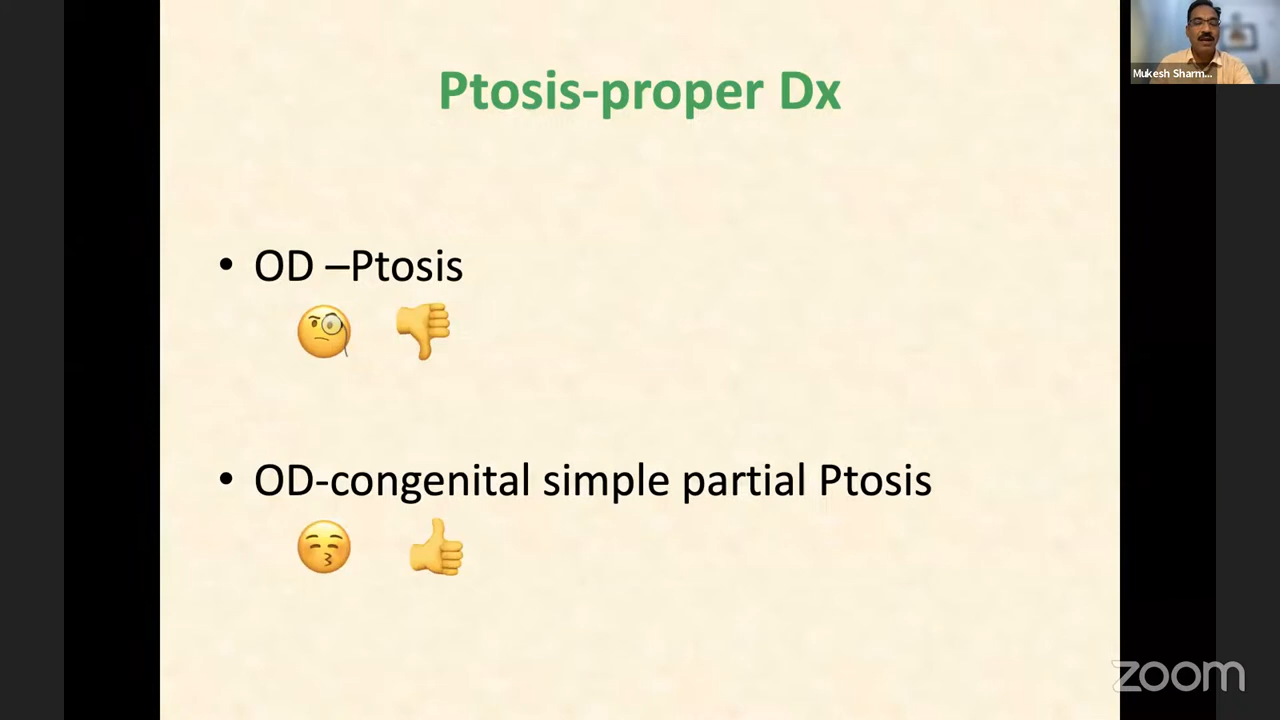 Ptosis-proper Dx
• OD –Ptosis
• OD-congenital simple partial Ptosis
Mukesh Sharm...
zoom